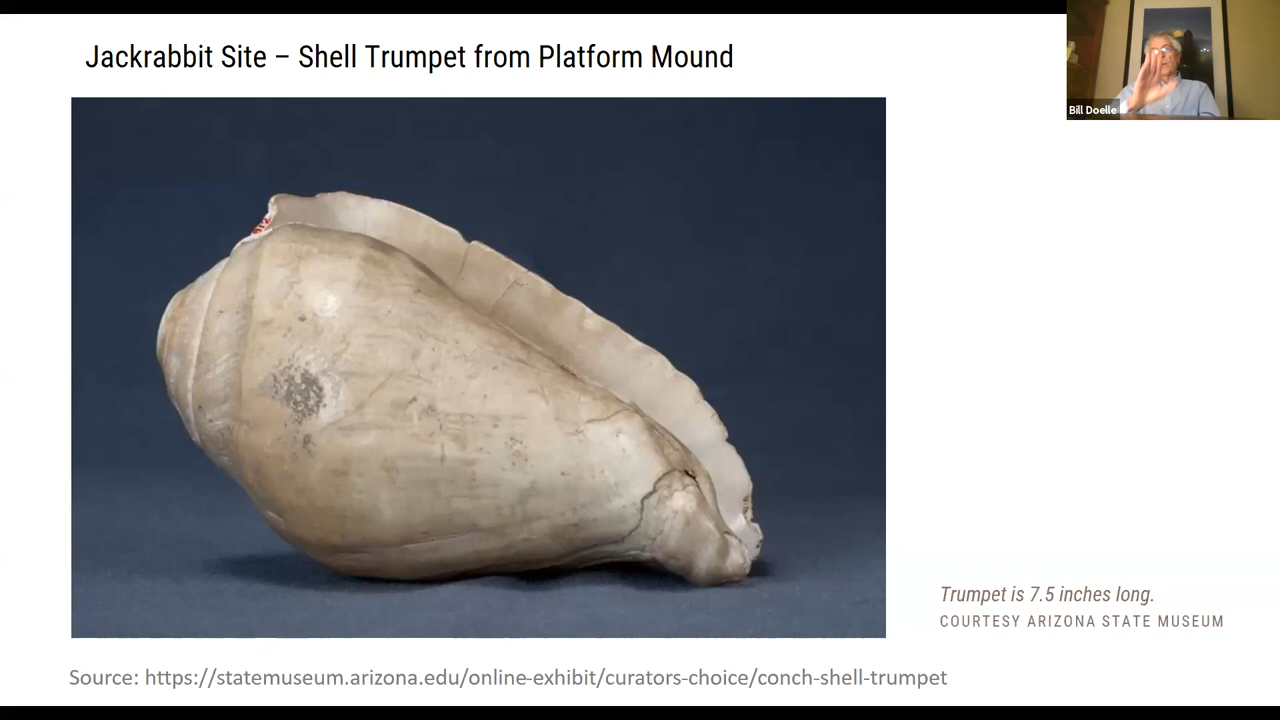 Jackrabbit Site – Shell Trumpet from Platform Mound
Bill Doelle
Trumpet is 7.5 inches long.
COURTESY ARIZONA STATE MUSEUM
Source: https://statemuseum.arizona.edu/online-exhibit/curators-choice/conch-shell-trumpet